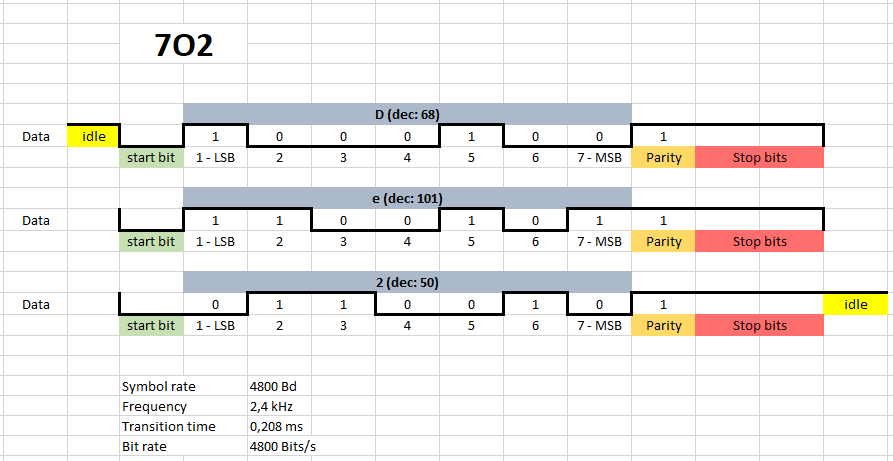 7O2
D (dec: 68)
Data idle 1 0 0 0 1 0 0 1
start bit 1 - LSB 2 3 4 5 6 7 - MSB Parity Stop bits
e (dec: 101)
Data 1 1 0 0 1 0 1 1
start bit 1 - LSB 2 3 4 5 6 7 - MSB Parity Stop bits
2 (dec: 50)
Data 0 1 1 0 0 1 0 1 idle
start bit 1 - LSB 2 3 4 5 6 7 - MSB Parity Stop bits
Symbol rate 4800 Bd
Frequency 2,4 kHz
Transition time 0,208 ms
Bit rate 4800 Bits/s